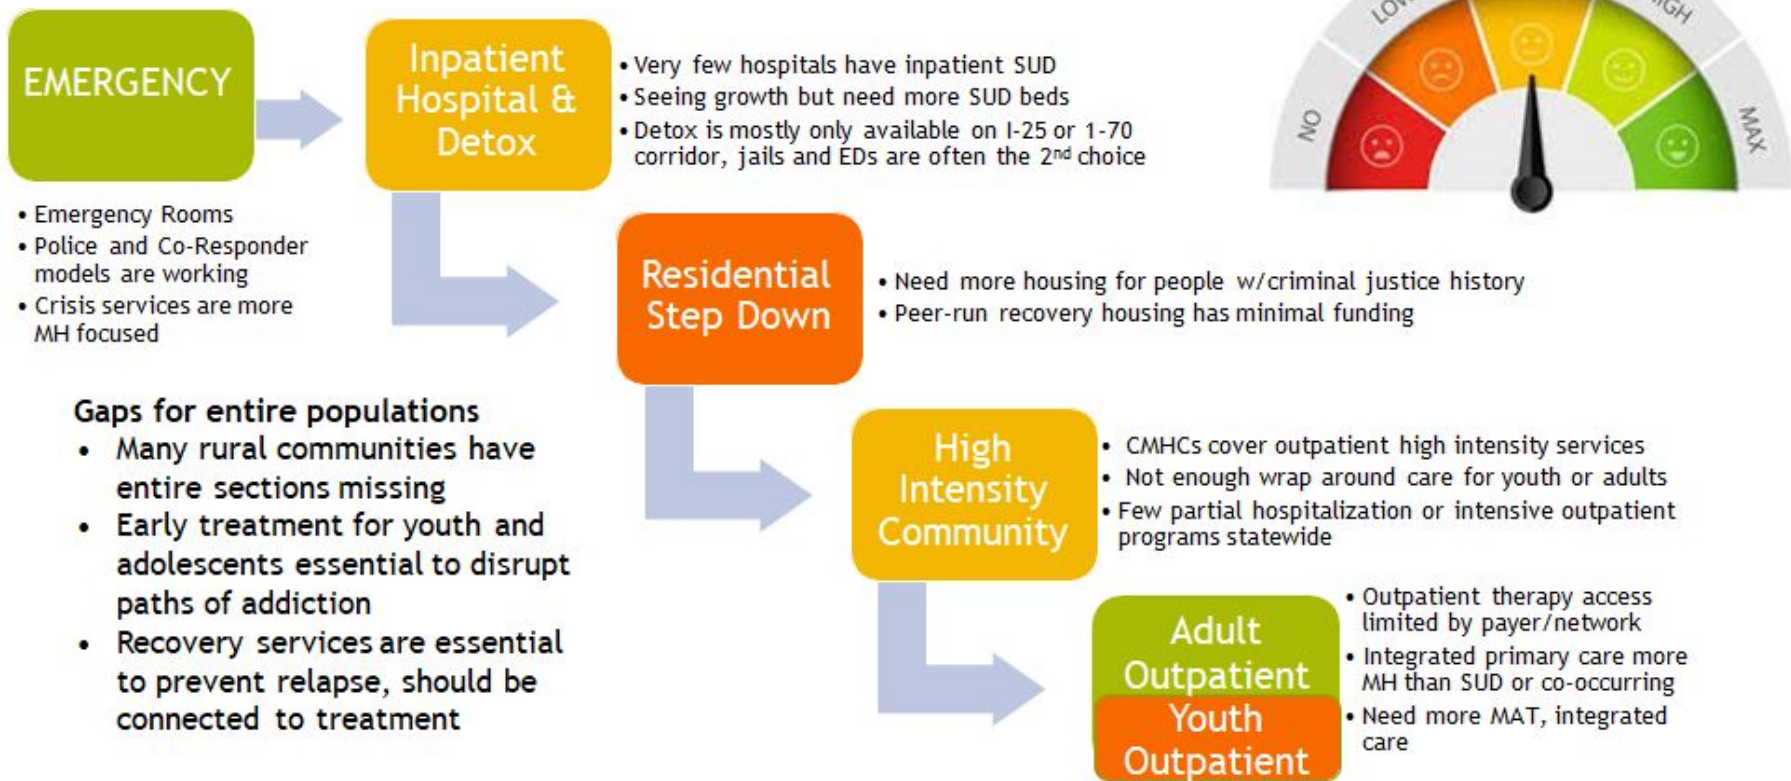 EMERGENCY
• Emergency Rooms
• Police and Co-Responder
models are working
• Crisis services are more
MH focused
Inpatient
Hospital &
Detox
• Very few hospitals have inpatient SUD
• Seeing growth but need more SUD beds
• Detox is mostly only available on I-25 or 1-70
corridor, jails and EDs are often the 2nd choice
NO
LOW
HIGH
MAX
Residential
Step Down
• Need more housing for people w/criminal justice history
• Peer-run recovery housing has minimal funding
Gaps for entire populations
• Many rural communities have
entire sections missing
• Early treatment for youth and
adolescents essential to disrupt
paths of addiction
• Recovery services are essential
to prevent relapse, should be
connected to treatment
High
Intensity
Community
• CMHCs cover outpatient high intensity services
• Not enough wrap around care for youth or adults
• Few partial hospitalization or intensive outpatient
programs statewide
Adult
Outpatient
Youth
Outpatient
• Outpatient therapy access
limited by payer/network
• Integrated primary care more
MH than SUD or co-occurring
• Need more MAT, integrated
care